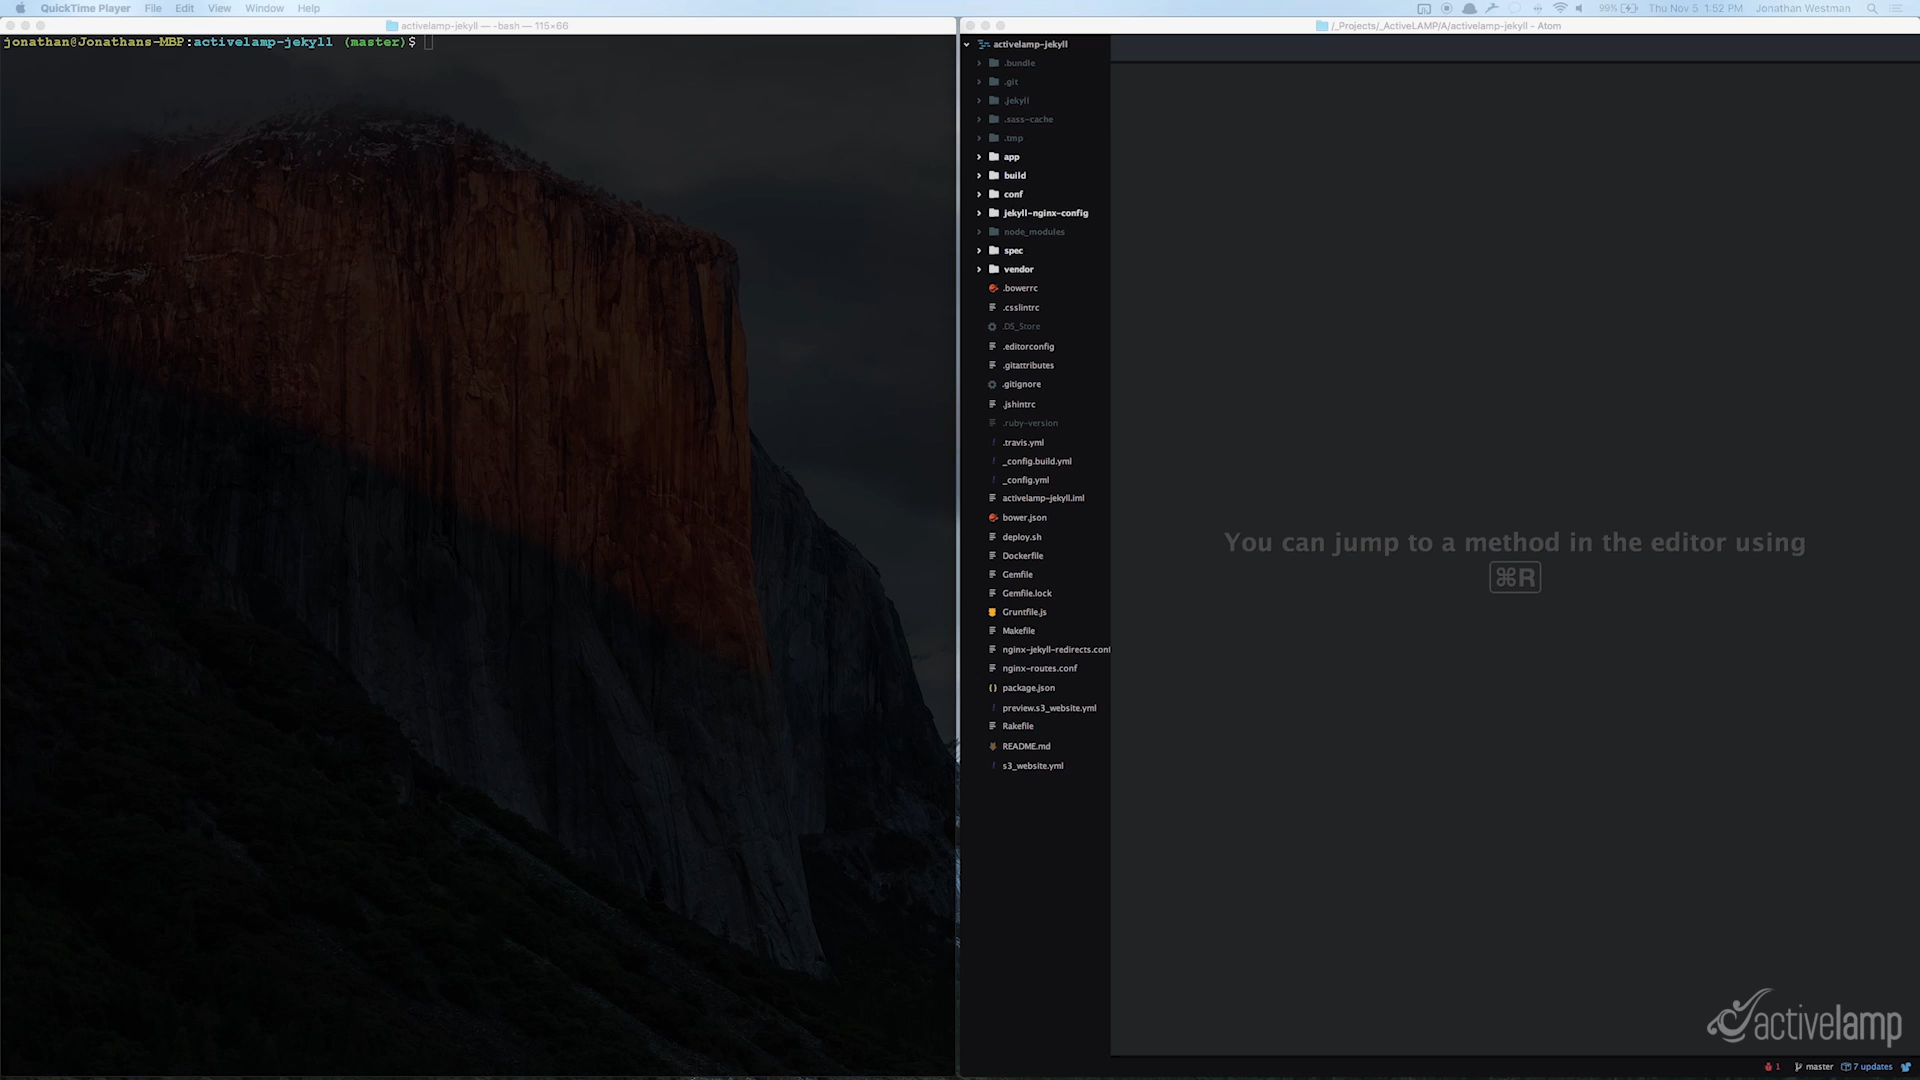 QuickTime Player File Edit View Window Help
99% Thu Nov 5 1:52 PM Jonathan Westman
activelamp-jekyll — -bash — 115×66
jonathan@Jonathans-MBP:activelamp-jekyll (master)$
/_Projects/_ActiveLAMP/A/activelamp-jekyll - Atom
activelamp-jekyll
.bundle
.git
.jekyll
.sass-cache
.tmp
app
build
conf
jekyll-nginx-config
node_modules
spec
vendor
.bowerrc
.csslintrc
.DS_Store
.editorconfig
.gitattributes
.gitignore
.jshintrc
.ruby-version
.travis.yml
_config.build.yml
_config.yml
activelamp-jekyll.iml
bower.json
deploy.sh
Dockerfile
Gemfile
Gemfile.lock
Gruntfile.js
Makefile
nginx-jekyll-redirects.conf
nginx-routes.conf
package.json
preview.s3_website.yml
Rakefile
README.md
s3_website.yml
You can jump to a method in the editor using
⌘R
activelamp
1 master 7 updates